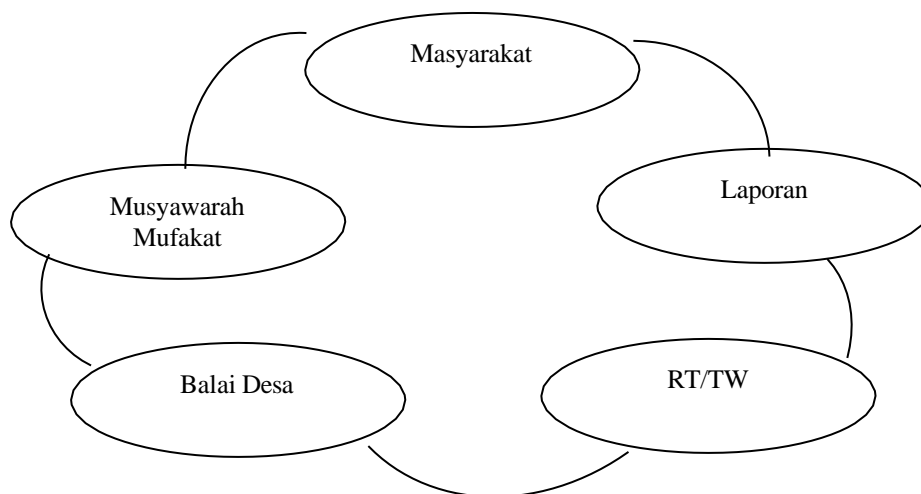 Masyarakat
Laporan
Musyawarah
Mufakat
Balai Desa
RT/TW